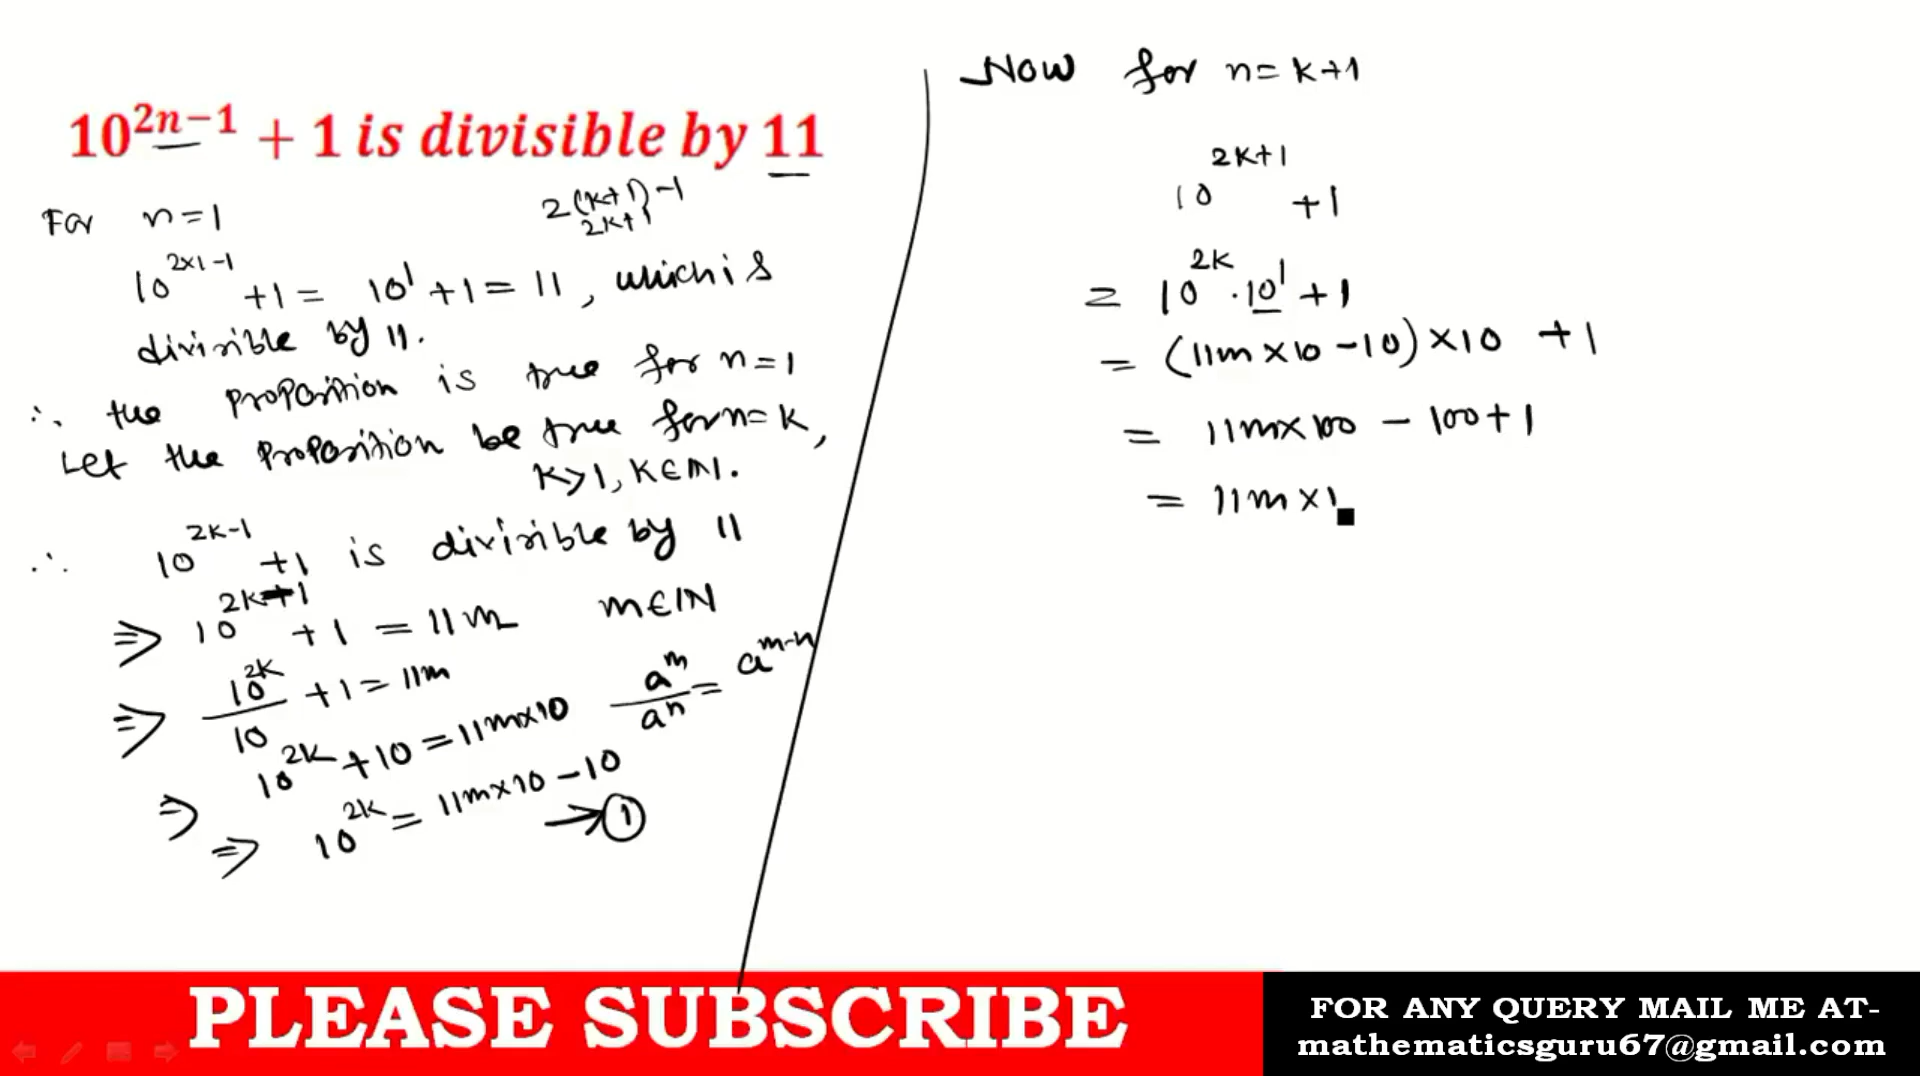 10^{2n-1} + 1 is divisible by 11
2(k+1)-1
2k+1
For n=1
10^{2×1-1} +1 = 10^1 +1 = 11, which is
divisible by 11.
∴ the proposition is true for n=1
Let the proposition be true for n=k,
k>1, k∈N.
∴ 10^{2k-1} +1 is divisible by 11
⇒ 10^{2k-1} +1 = 11m m∈N
⇒ 10^{2k}/10 +1 = 11m
a^m/a^n = a^{m-n}
⇒ 10^{2k} +10 = 11m×10
⇒ 10^{2k} = 11m×10 -10
→ ①
Now for n=k+1
10^{2k+1} +1
= 10^{2k}·10^1 +1
= (11m×10-10)×10 +1
= 11m×100 - 100+1
= 11m×1
PLEASE SUBSCRIBE
FOR ANY QUERY MAIL ME AT-
mathematicsguru67@gmail.com